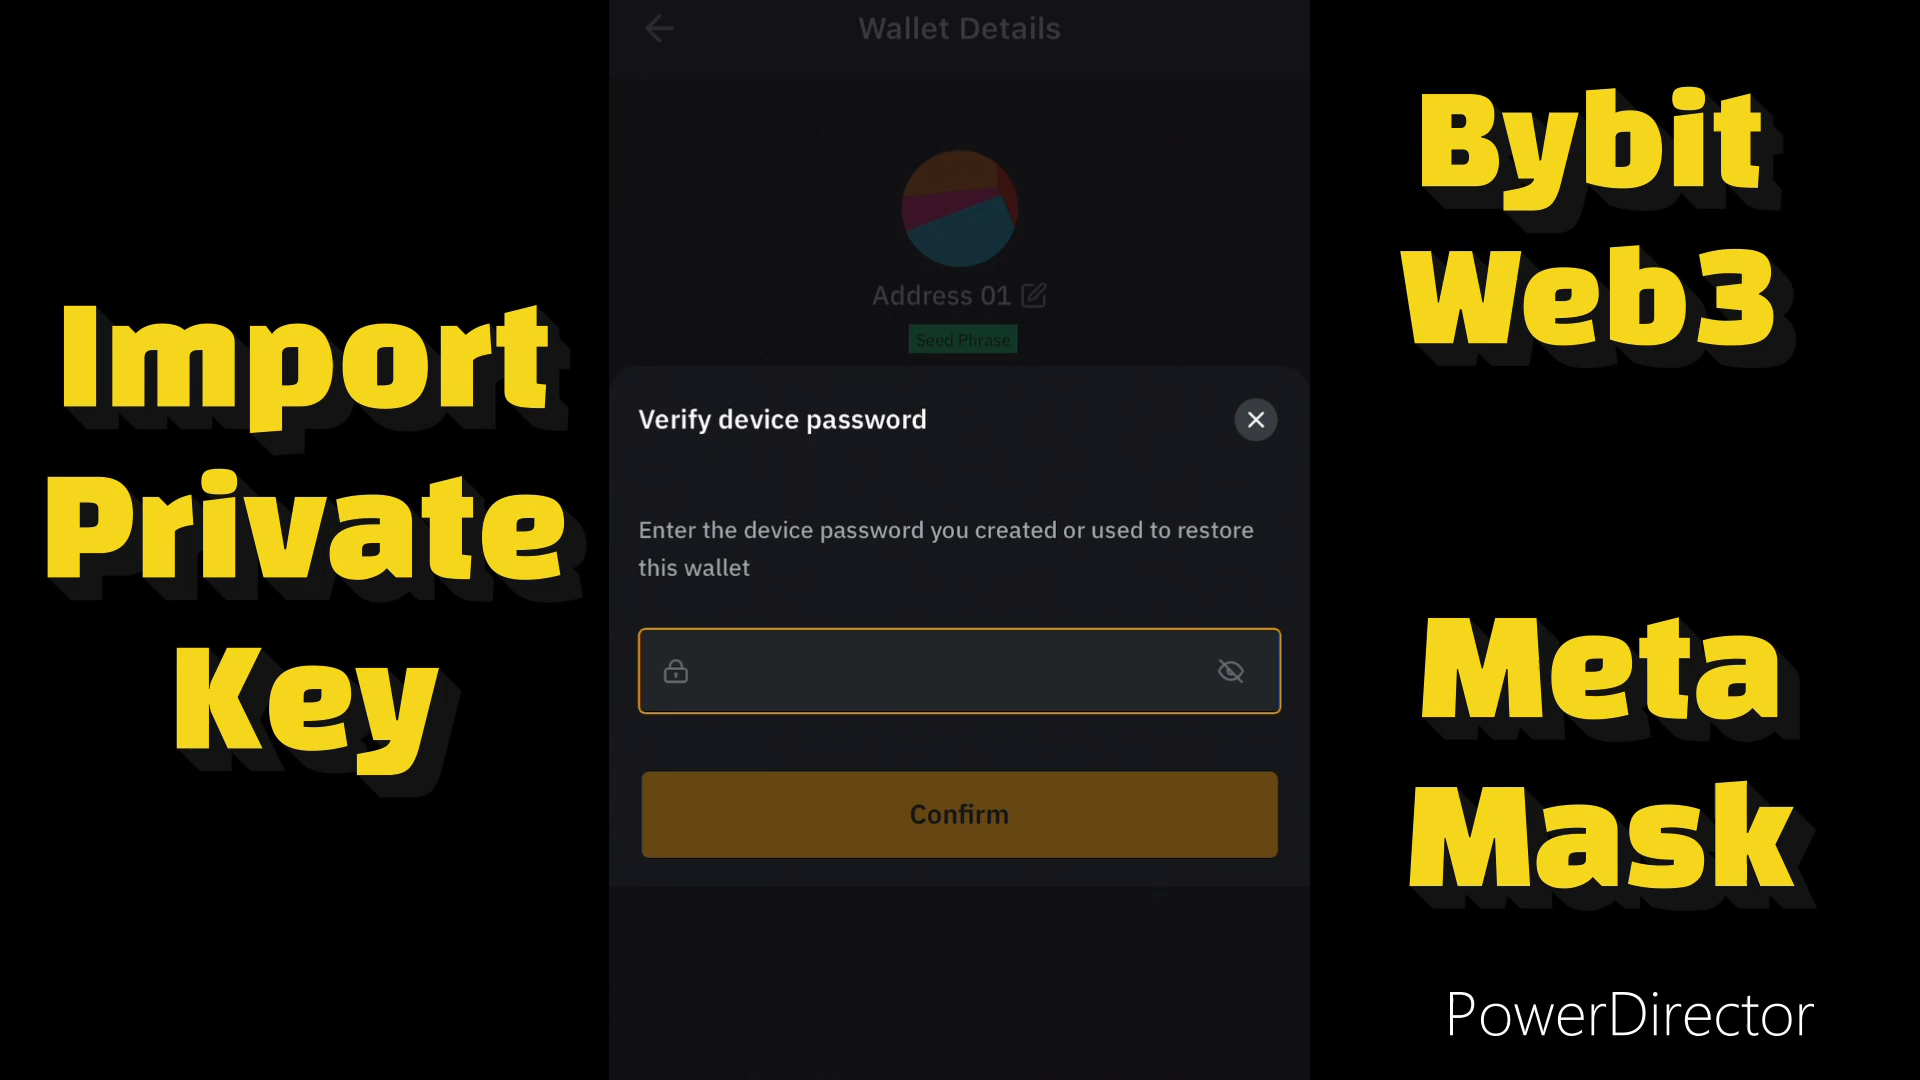 Import
Private
Key
Wallet Details
Address 01
Seed Phrase
Verify device password
Enter the device password you created or used to restore
this wallet
Confirm
Bybit
Web3
Meta
Mask
PowerDirector